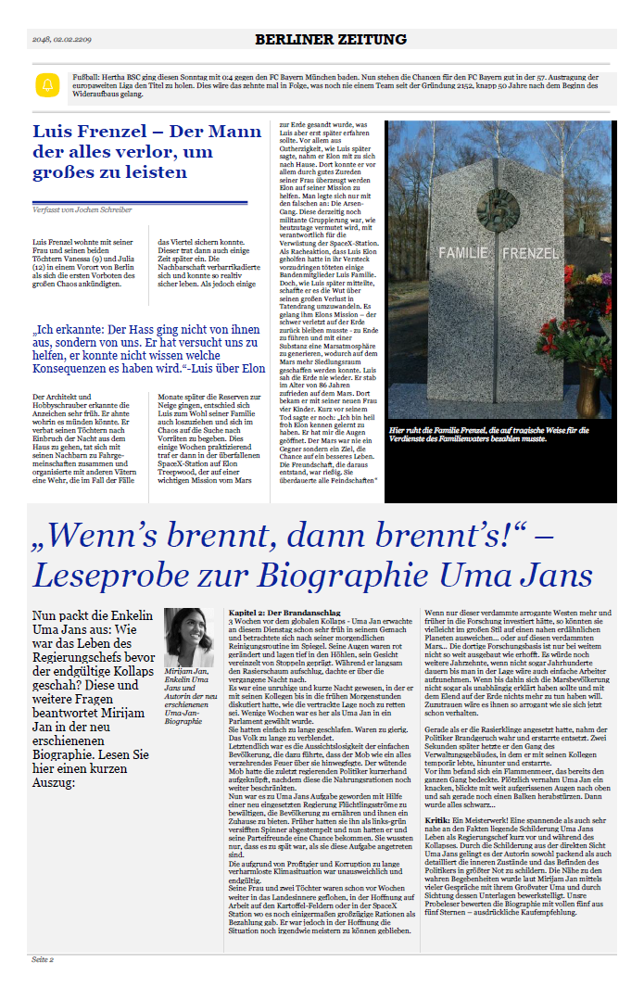 2048, 02.02.2209
BERLINER ZEITUNG
Fußball: Hertha BSC ging diesen Sonntag mit 0:4 gegen den FC Bayern München baden. Nun stehen die Chancen für den FC Bayern gut in der 57. Austragung der
europaweiten Liga den Titel zu holen. Dies wäre das zehnte mal in Folge, was noch nie einem Team seit der Gründung 2152, knapp 50 Jahre nach dem Beginn des
Wideraufbaus gelang.
Luis Frenzel – Der Mann
der alles verlor, um
großes zu leisten
Verfasst von Jochen Schreiber
Luis Frenzel wohnte mit seiner
Frau und seinen beiden
Töchtern Vanessa (9) und Julia
(12) in einem Vorort von Berlin
als sich die ersten Vorboten des
großen Chaos ankündigten.
das Viertel sichern konnte.
Dieser trat dann auch einige
Zeit später ein. Die
Nachbarschaft verbarrikadierte
sich und konnte so realtiv
sicher leben. Als jedoch einige
„Ich erkannte: Der Hass ging nicht von ihnen
aus, sondern von uns. Er hat versucht uns zu
helfen, er konnte nicht wissen welche
Konsequenzen es haben wird.“-Luis über Elon
Der Architekt und
Hobbyschrauber erkannte die
Anzeichen sehr früh. Er ahnte
wohrin es münden könnte. Er
verbat seinen Töchtern nach
Einbruch der Nacht aus dem
Haus zu gehen, tat sich mit
seinen Nachbarn zu Fahrge-
meinschaften zusammen und
organisierte mit anderen Vätern
eine Wehr, die im Fall der Fälle
Monate später die Reserven zur
Neige gingen, entschied sich
Luis zum Wohl seiner Familie
auch loszuziehen und sich im
Chaos auf die Suche nach
Vorräten zu begeben. Dies
einige Wochen praktizierend
traf er dann in der überfallenen
SpaceX-Station auf Elon
Treepwood, der auf einer
wichtigen Mission vom Mars
zur Erde gesandt wurde, was
Luis aber erst später erfahren
sollte. Vor allem aus
Gutherzigkeit, wie Luis später
sagte, nahm er Elon mit zu sich
nach Hause. Dort konnte er vor
allem durch gutes Zureden
seiner Frau überzeugt werden
Elon auf seiner Mission zu
helfen. Man legte sich nur mit
den falschen an: Die Arsen-
Gang. Diese derzeitig noch
militante Gruppierung war, wie
heutzutage vermutet wird, mit
verantwortlich für die
Verwüstung der SpaceX-Station.
Als Racheaktion, dass Luis Elon
geholfen hatte in ihr Versteck
vorzudringen töteten einige
Bandenmitglieder Luis Familie.
Doch, wie Luis später mitteilte,
schaffte er es die Wut über
seinen großen Verlust in
Tatendrang umzuwandeln. Es
gelang ihm Elons Mission – der
schwer verletzt auf der Erde
zurück bleiben musste - zu Ende
zu führen und mit einer
Substanz eine Marsatmosphäre
zu generieren, wodurch auf dem
Mars mehr Siedlungsraum
geschaffen werden konnte. Luis
sah die Erde nie wieder. Er stab
im Alter von 86 Jahren
zufrieden auf dem Mars. Dort
bekam er mit seiner neuen Frau
vier Kinder. Kurz vor seinem
Tod sagte er noch: „Ich bin heil
froh Elon kennen gelernt zu
haben. Er hat mir die Augen
geöffnet. Der Mars war nie ein
Gegner sondern ein Ziel, die
Chance auf ein besseres Leben.
Die Freundschaft, die daraus
entstand, war rießig. Sie
überdauerte alle Feindschaften“
FAMILIE FRENZEL
Hier ruht die Familie Frenzel, die auf tragische Weise für die
Verdienste des Familienvaters bezahlen musste.
„Wenn’s brennt, dann brennt’s!“ –
Leseprobe zur Biographie Uma Jans
Nun packt die Enkelin
Uma Jans aus: Wie
war das Leben des
Regierungschefs bevor
der endgültige Kollaps
geschah? Diese und
weitere Fragen
beantwortet Mirijam
Jan in der neu
erschienenen
Biographie. Lesen Sie
hier einen kurzen
Auszug:
Mirijam Jan,
Enkelin Uma
Jans und
Autorin der neu
erschienenen
Uma-Jan-
Biographie
Kapitel 2: Der Brandanschlag
3 Wochen vor dem globalen Kollaps - Uma Jan erwachte
an diesem Dienstag schon sehr früh in seinem Gemach
und betrachtete sich nach seiner morgendlichen
Reinigungsroutine im Spiegel. Seine Augen waren rot
gerändert und lagen tief in den Höhlen, sein Gesicht
vereinzelt von Stoppeln geprägt. Während er langsam
den Rasierschaum aufschlug, dachte er über die
vergangene Nacht nach.
Es war eine unruhige und kurze Nacht gewesen, in der er
mit seinen Kollegen bis in die frühen Morgenstunden
diskutiert hatte, wie die vertrackte Lage noch zu retten
sei. Wenige Wochen war es her als Uma Jan in ein
Parlament gewählt wurde.
Sie hatten einfach zu lange geschlafen. Waren zu gierig.
Das Volk zu lange zu verblendet.
Letztendlich war es die Aussichtslosigkeit der einfachen
Bevölkerung, die dazu führte, dass der Mob wie ein alles
verzehrendes Feuer über sie hinwegfegte. Der wütende
Mob hatte die zuletzt regierenden Politiker kurzerhand
aufgeknüpft, nachdem diese die Nahrungsrationen noch
weiter beschränkten.
Nun war es zu Uma Jans Aufgabe geworden mit Hilfe
einer neu eingesetzten Regierung Flüchtlingsströme zu
bewältigen, die Bevölkerung zu ernähren und ihnen ein
Zuhause zu bieten. Früher hatten sie ihn als links-grün
versifften Spinner abgestempelt und nun hatten er und
seine Parteifreunde eine Chance bekommen. Sie wussten
nur, dass es zu spät war, als sie diese Aufgabe angetreten
sind.
Die aufgrund von Profitgier und Korruption zu lange
verharmloste Klimasituation war unausweichlich und
endgültig.
Seine Frau und zwei Töchter waren schon vor Wochen
weiter in das Landesinnere geflohen, in der Hoffnung auf
Arbeit auf den Kartoffel-Feldern oder in der SpaceX
Station wo es noch einigermaßen großzügige Rationen als
Bezahlung gab. Er war jedoch in der Hoffnung die
Situation noch irgendwie meistern zu können geblieben.
Wenn nur dieser verdammte arrogante Westen mehr und
früher in die Forschung investiert hätte, so könnten sie
vielleicht im großen Stil auf einen nahen erdähnlichen
Planeten ausweichen... oder auf diesen verdammten
Mars... Die dortige Forschungsbasis ist nur bei weitem
nicht so weit ausgebaut wie erhofft. Es würde noch
weitere Jahrzehnte, wenn nicht sogar Jahrhunderte
dauern bis man in der Lage wäre auch einfache Arbeiter
aufzunehmen. Wenn bis dahin sich die Marsbevölkerung
nicht sogar als unabhängig erklärt haben sollte und mit
dem Elend auf der Erde nichts mehr zu tun haben will.
Zuzutrauen wäre es ihnen so arrogant wie sie sich jetzt
schon verhalten.
Gerade als er die Rasierklinge angesetzt hatte, nahm der
Politiker Brandgeruch wahr und erstarrte entsetzt. Zwei
Sekunden später hetzte er den Gang des
Verwaltungsgebäudes, in dem er mit seinen Kollegen
temporär lebte, hinunter und erstarrte.
Vor ihm befand sich ein Flammenmeer, das bereits den
ganzen Gang bedeckte. Plötzlich vernahm Uma Jan ein
knacken, blickte mit weit aufgerissenen Augen nach oben
und sah gerade noch einen Balken herabstürzen. Dann
wurde alles schwarz...
Kritik: Ein Meisterwerk! Eine spannende als auch sehr
nahe an den Fakten liegende Schilderung Uma Jans
Leben als Regierungschef kurz vor und während des
Kollapses. Durch die Schilderung aus der direkten Sicht
Uma Jans gelingt es der Autorin sowohl packend als auch
detailliert die inneren Zustände und das Befinden des
Politikers in größter Not zu schildern. Die Nähe zu den
wahren Begebenheiten wurde laut Mirijam Jan mittels
vieler Gespräche mit ihrem Großvater Uma und durch
Sichtung dessen Unterlagen bewerkstelligt. Unsre
Probeleser bewerten die Biographie mit vollen fünf aus
fünf Sternen – ausdrückliche Kaufempfehlung.
Seite 2